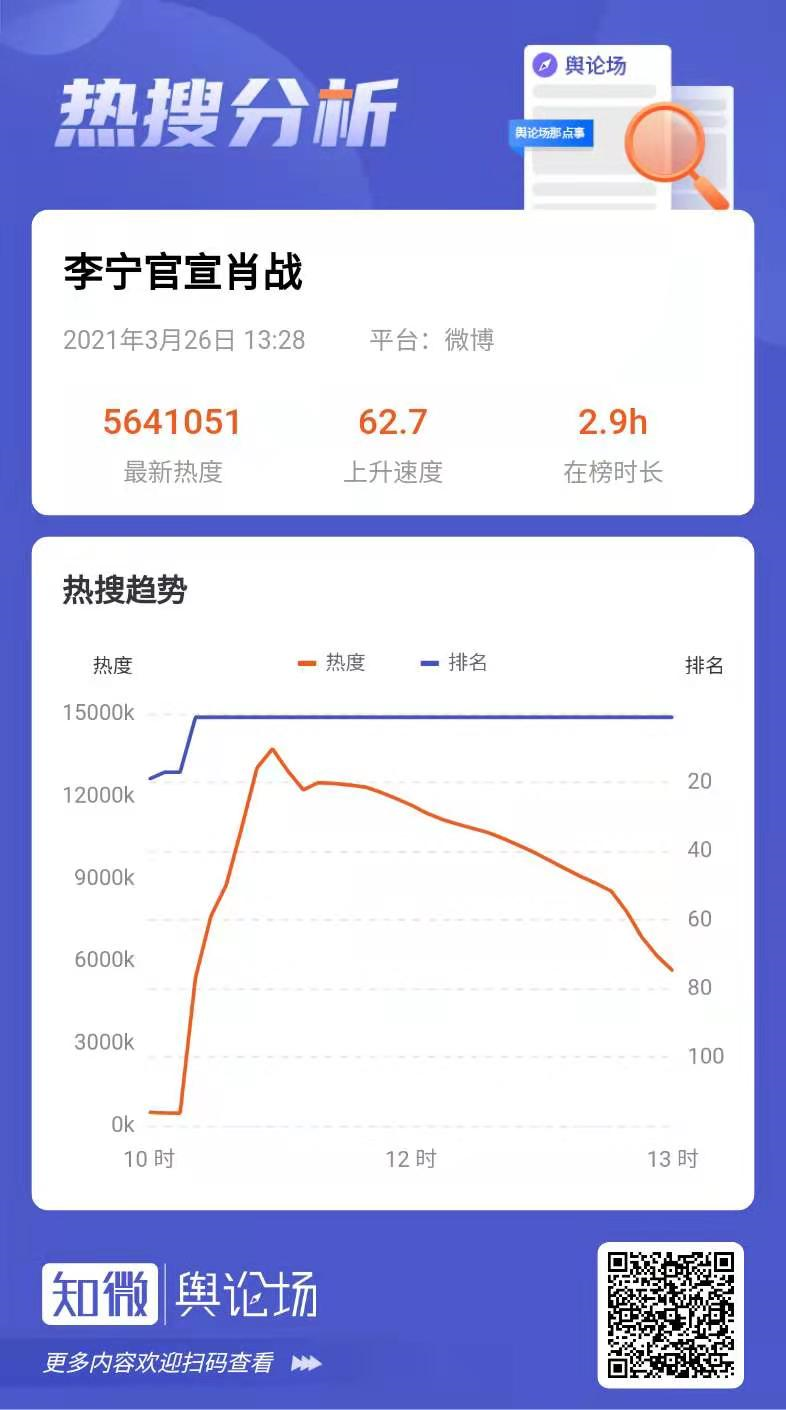 热搜分析
舆论场
舆论场那点事
李宁官宣肖战
2021年3月26日 13:28 平台：微博
5641051 62.7 2.9h
最新热度 上升速度 在榜时长
热搜趋势
热度 热度 排名 排名
15000k
20
12000k
40
9000k
60
6000k
80
3000k
100
0k
10 时 12 时 13 时
知微 舆论场
更多内容欢迎扫码查看